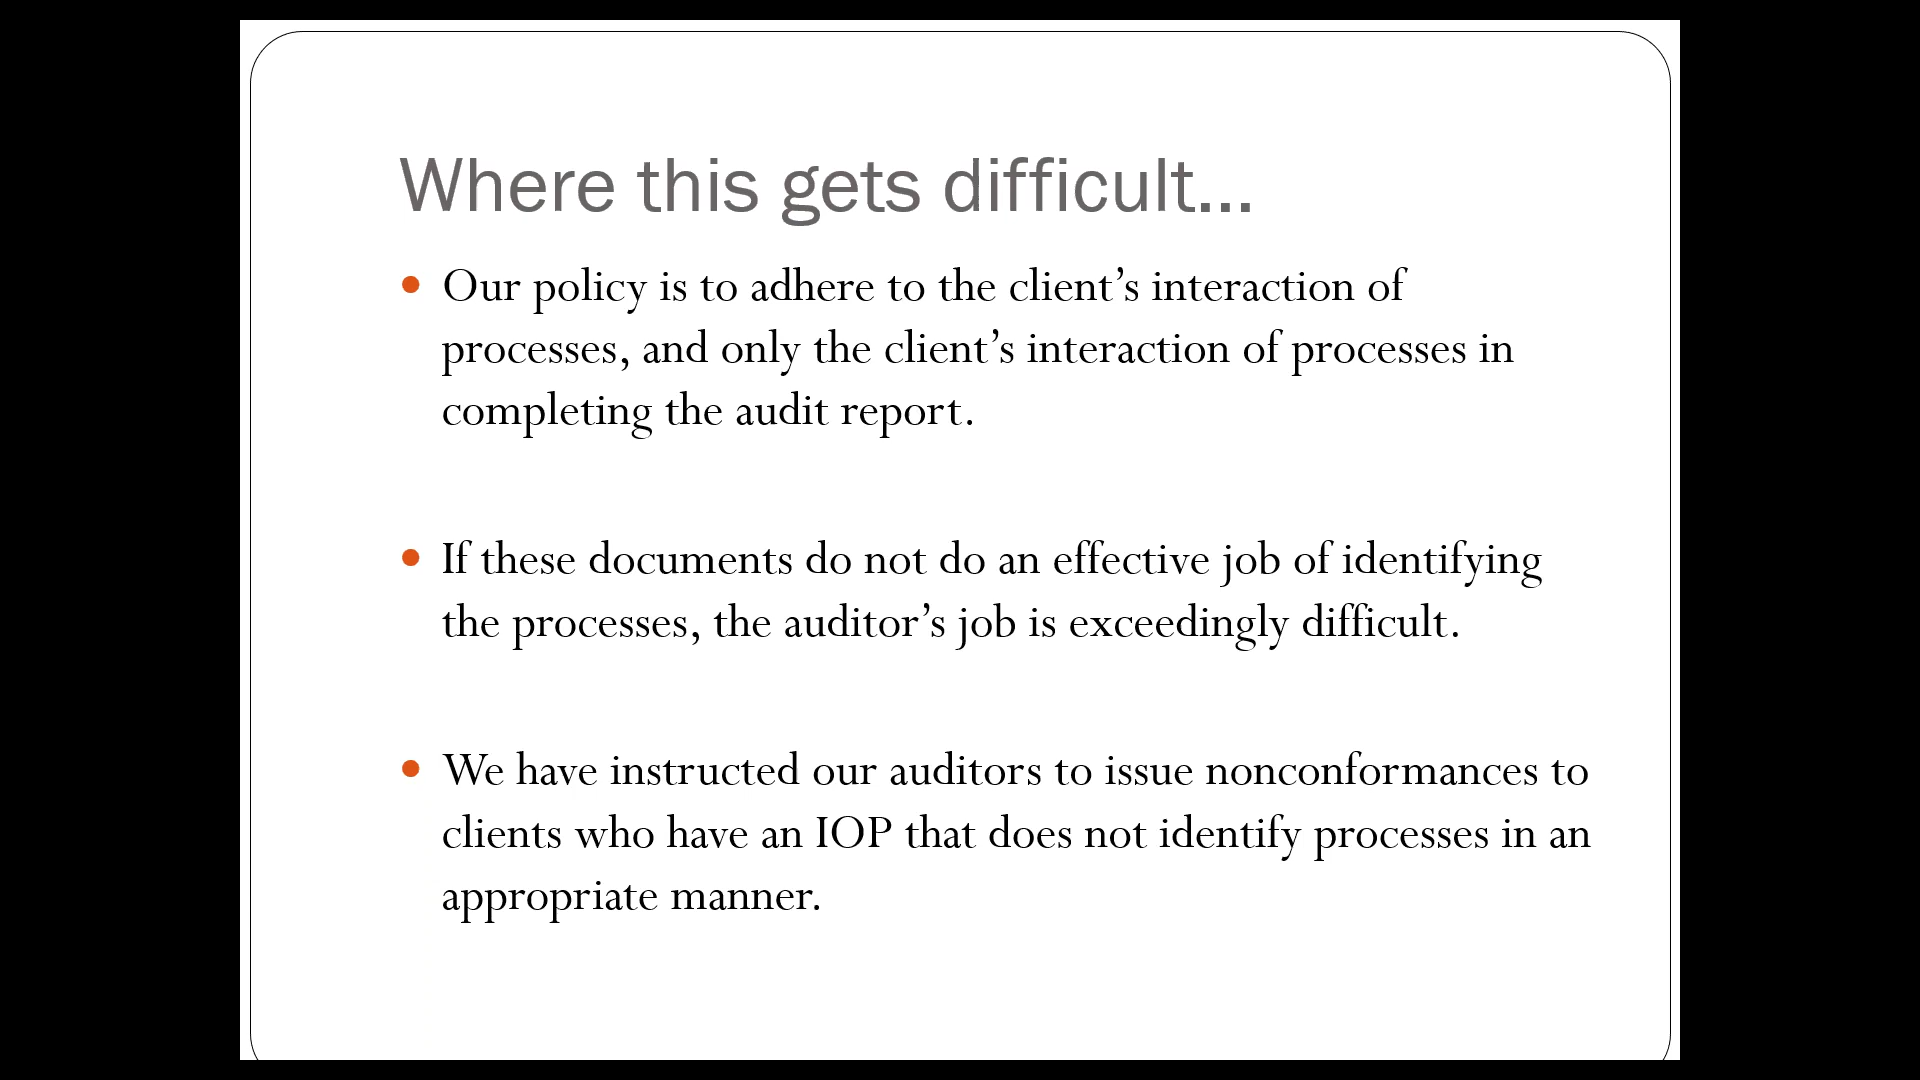 Where this gets difficult...
• Our policy is to adhere to the client’s interaction of
processes, and only the client’s interaction of processes in
completing the audit report.
• If these documents do not do an effective job of identifying
the processes, the auditor’s job is exceedingly difficult.
• We have instructed our auditors to issue nonconformances to
clients who have an IOP that does not identify processes in an
appropriate manner.